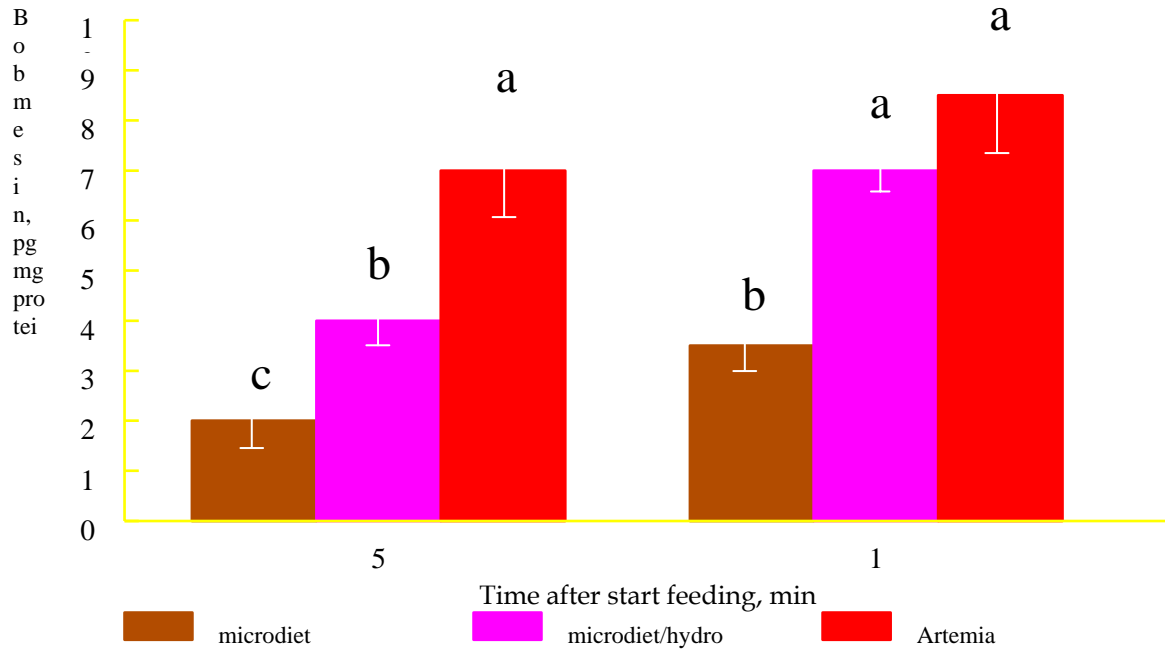 B
o
b
m
e
s
i
n,
pg
mg
pro
tei
1
9
8
7
6
5
4
3
2
1
0
c
b
a
b
a
a
5
1
Time after start feeding, min
microdiet
microdiet/hydro
Artemia